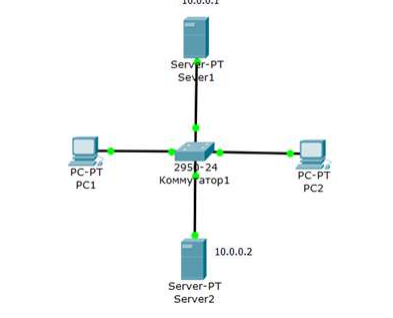 10.0.0.1
Server-PT
Sever1
2950-24
Коммутатор1
PC-PT
PC1
PC-PT
PC2
10.0.0.2
Server-PT
Server2